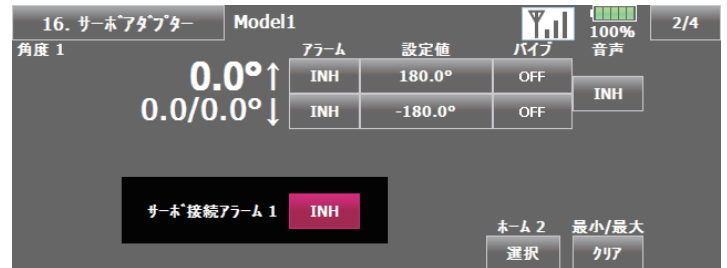 16. サーボアダプター Model1 100% 2/4
角度 1 アラーム 設定値 バイブ 音声
0.0°↑ INH 180.0° OFF INH
0.0/0.0°↓ INH -180.0° OFF
サーボ接続アラーム 1 INH
ホーム 2 最小/最大
選択 クリア